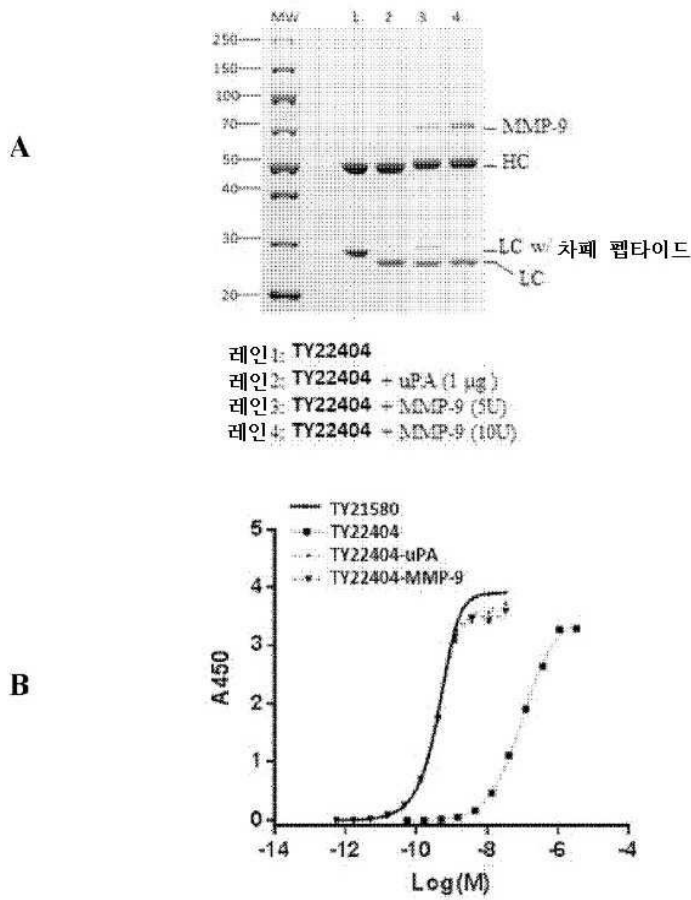 MW 1 2 3 4
250
150
100
70
50
40
30
20
A
MMP-9
HC
LC w/ 차폐 펩타이드
LC
레인 1: TY22404
레인 2: TY22404 + uPA (1 μg)
레인 3: TY22404 + MMP-9 (5U)
레인 4: TY22404 + MMP-9 (10U)
B
TY21580
TY22404
TY22404-uPA
TY22404-MMP-9
A450
5
4
3
2
1
0
-14 -12 -10 -8 -6 -4
Log(M)